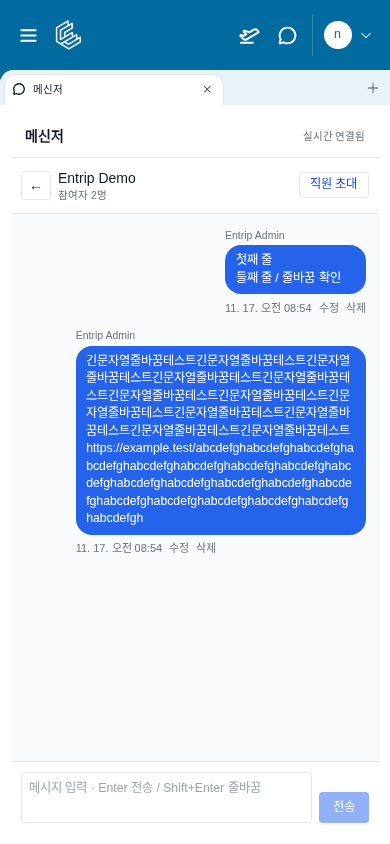 n
메신저
메신저
실시간 연결됨
←
Entrip Demo
참여자 2명
직원 초대
Entrip Admin
첫째 줄
둘째 줄 / 줄바꿈 확인
11. 17. 오전 08:54 수정 삭제
Entrip Admin
긴문자열줄바꿈테스트긴문자열줄바꿈테스트긴문자열
줄바꿈테스트긴문자열줄바꿈테스트긴문자열줄바꿈테
스트긴문자열줄바꿈테스트긴문자열줄바꿈테스트긴문
자열줄바꿈테스트긴문자열줄바꿈테스트긴문자열줄바
꿈테스트긴문자열줄바꿈테스트긴문자열줄바꿈테스트
https://example.test/abcdefghabcdefghabcdefgha
bcdefghabcdefghabcdefghabcdefghabcdefghabc
defghabcdefghabcdefghabcdefghabcdefghabcde
fghabcdefghabcdefghabcdefghabcdefghabcdefg
habcdefgh
11. 17. 오전 08:54 수정 삭제
메시지 입력 · Enter 전송 / Shift+Enter 줄바꿈
전송